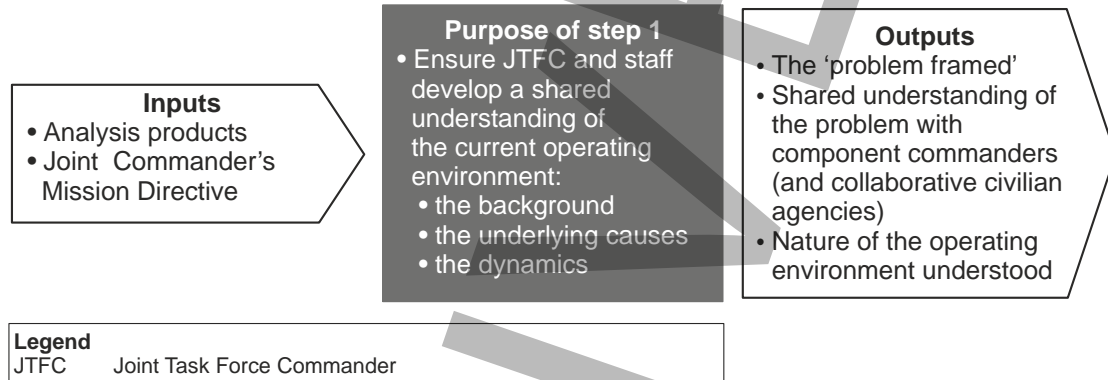 Inputs
• Analysis products
• Joint Commander's
Mission Directive
Purpose of step 1
• Ensure JTFC and staff
develop a shared
understanding of
the current operating
environment:
• the background
• the underlying causes
• the dynamics
Outputs
• The 'problem framed'
• Shared understanding of
the problem with
component commanders
(and collaborative civilian
agencies)
• Nature of the operating
environment understood
Legend
JTFC Joint Task Force Commander